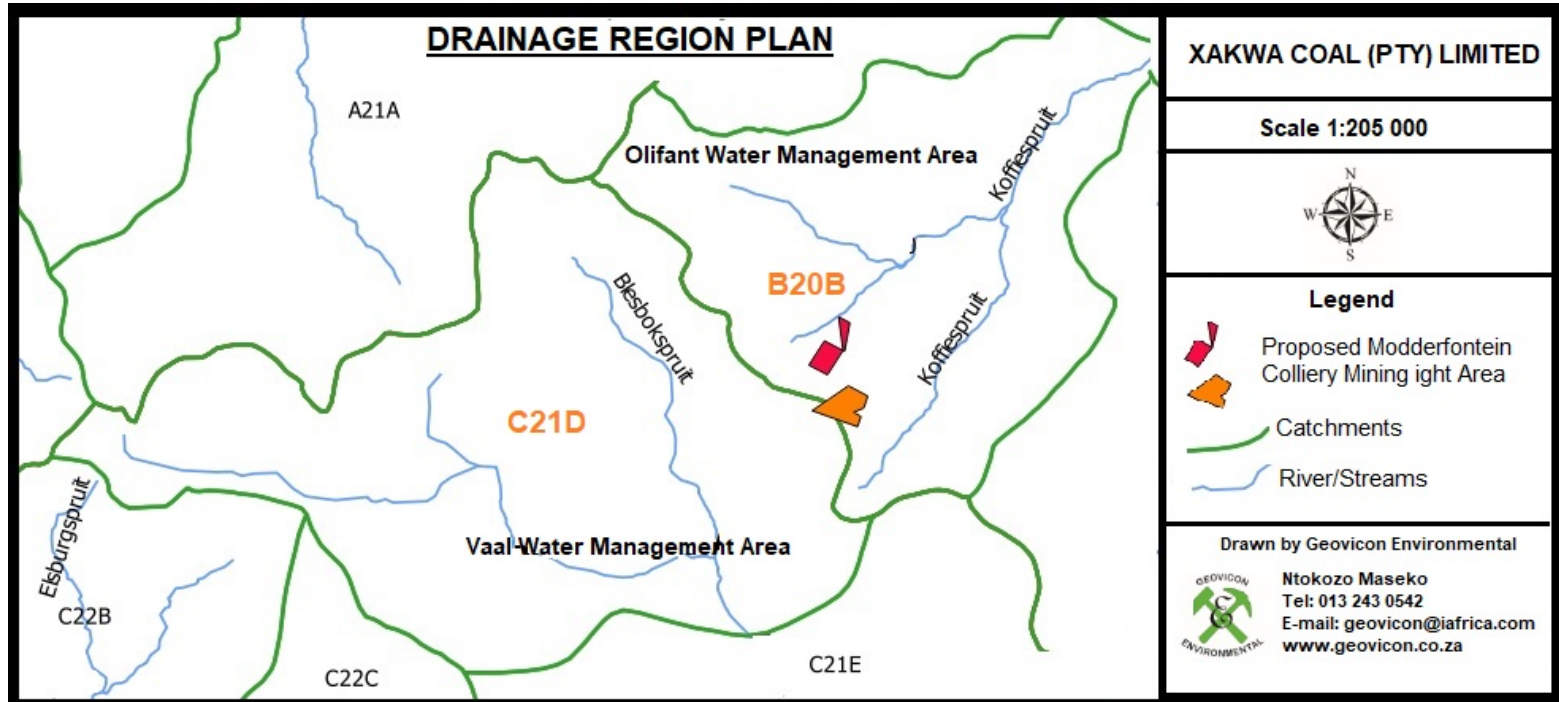 DRAINAGE REGION PLAN
A21A
Olifant Water Management Area
Koffiespruit
B20B
Blesbokspruit
Koffiespruit
C21D
Elsburgspruit
Vaal Water Management Area
C22B
C22C
C21E
XAKWA COAL (PTY) LIMITED
Scale 1:205 000
N
W
E
S
Legend
Proposed Modderfontein
Colliery Mining ight Area
Catchments
River/Streams
Drawn by Geovicon Environmental
GEOVICON
G
ENVIRONMENTAL
Ntokozo Maseko
Tel: 013 243 0542
E-mail: geovicon@iafrica.com
www.geovicon.co.za